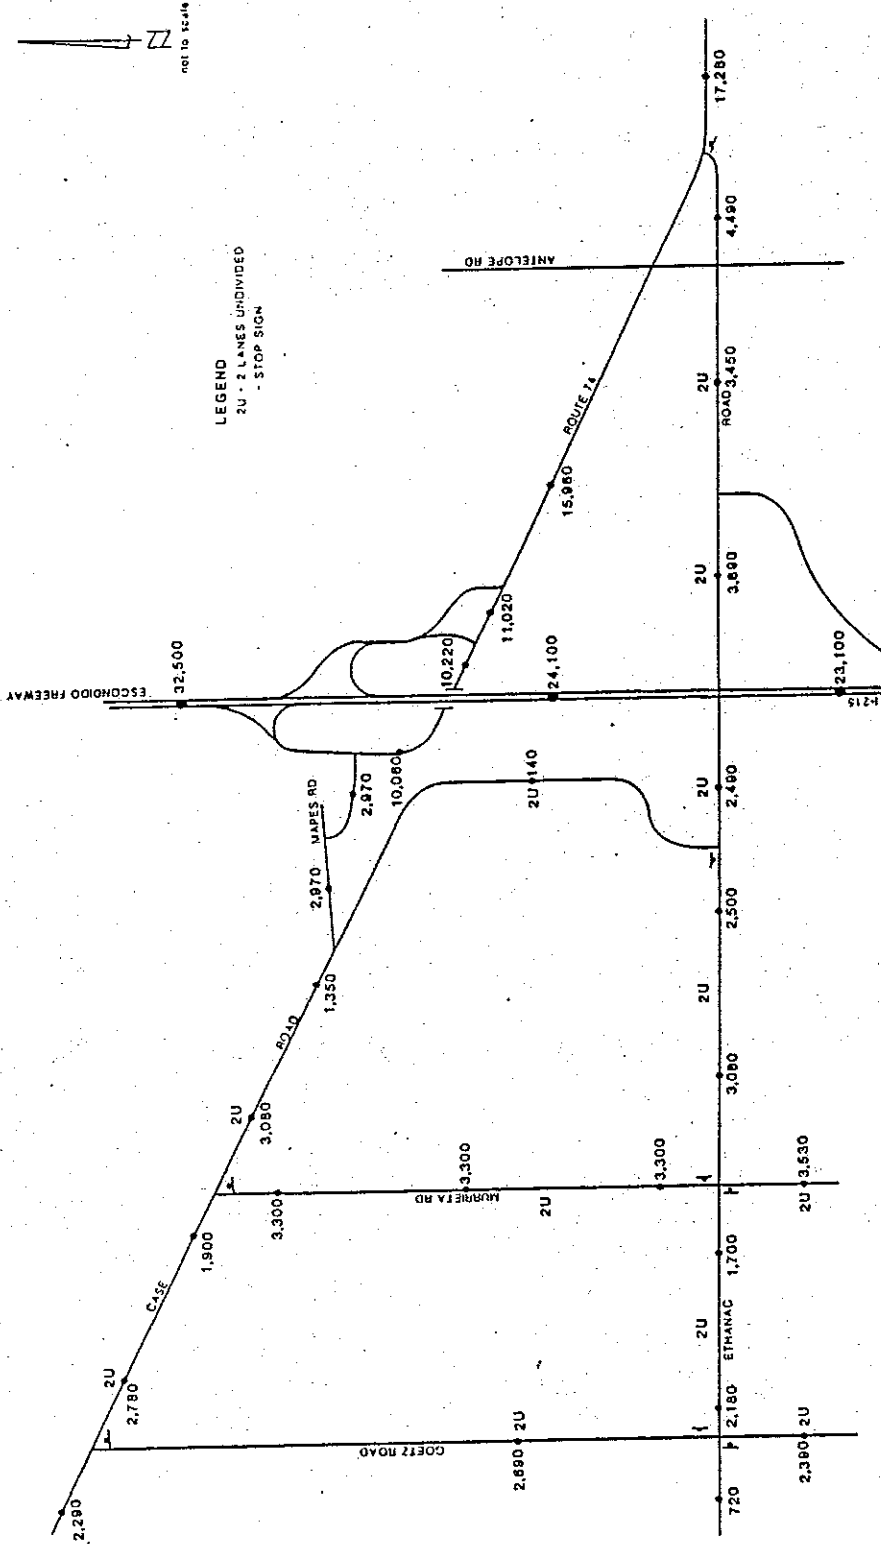 not to scale
LEGEND
2U - 2 LANES UNDIVIDED
- STOP SIGN
17,280
4,490
ANTELOPE RD
2U
3,450
ROAD
ROUTE 74
15,960
2U
3,690
11,020
10,220
32,500
ESCONDIDO FREEWAY
24,100
23,100
I-215
10,060
2,970
MAPES RD
2,970
2U 140
2U
2,490
2,500
1,350
ROAD
2U
3,080
2U
3,080
3,300
3,300
3,300
MURRIETA RD
2U
3,530
2U
1,900
1,700
CASE
2U
ETHANAC
2U
2,780
2,180
GOETZ ROAD
2U
2,690
2U
2,390
2,290
720